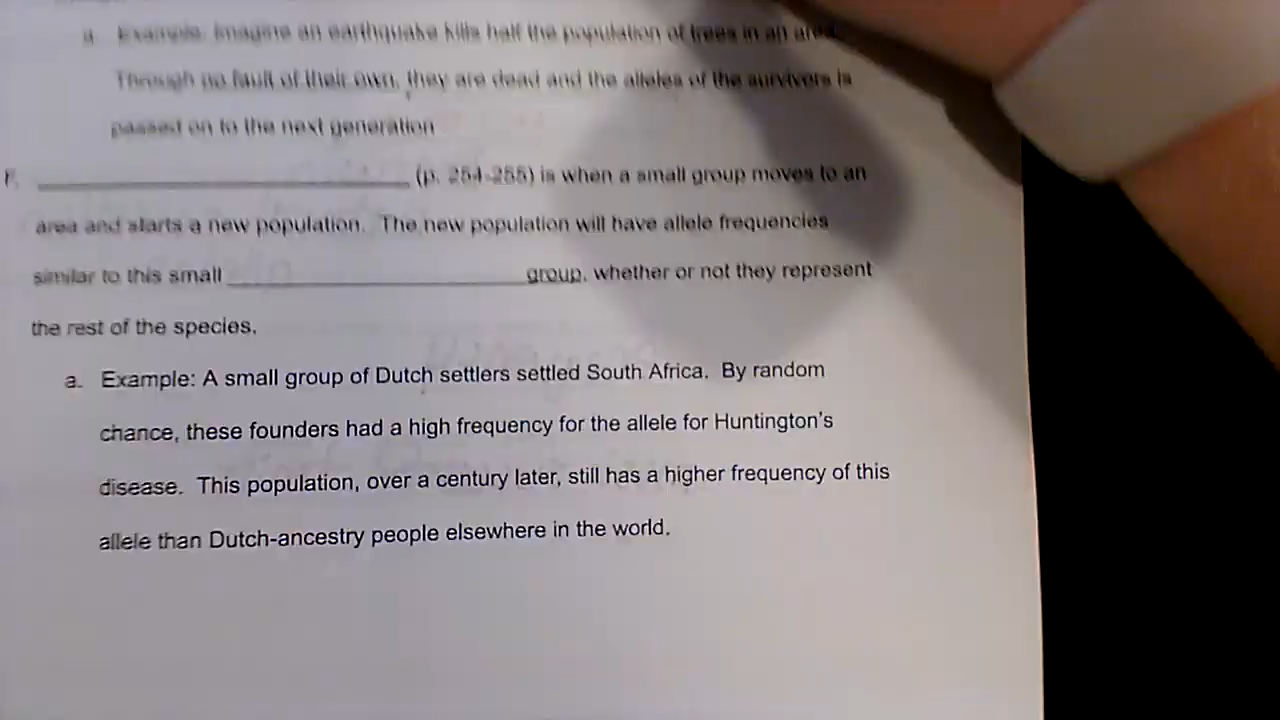 a. Example: Imagine an earthquake kills half the population of trees in an area.
Through no fault of their own, they are dead and the alleles of the survivors is
passed on to the next generation
F. ______________________ (p. 254-255) is when a small group moves to an
area and starts a new population. The new population will have allele frequencies
similar to this small ______________________ group, whether or not they represent
the rest of the species.
a. Example: A small group of Dutch settlers settled South Africa. By random
chance, these founders had a high frequency for the allele for Huntington's
disease. This population, over a century later, still has a higher frequency of this
allele than Dutch-ancestry people elsewhere in the world.